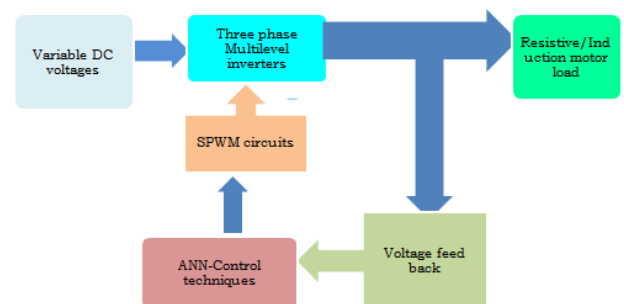 Variable DC
voltages
Three phase
Multilevel
inverters
Resistive/Ind
uction motor
load
SPWM circuits
ANN-Control
techniques
Voltage feed
back